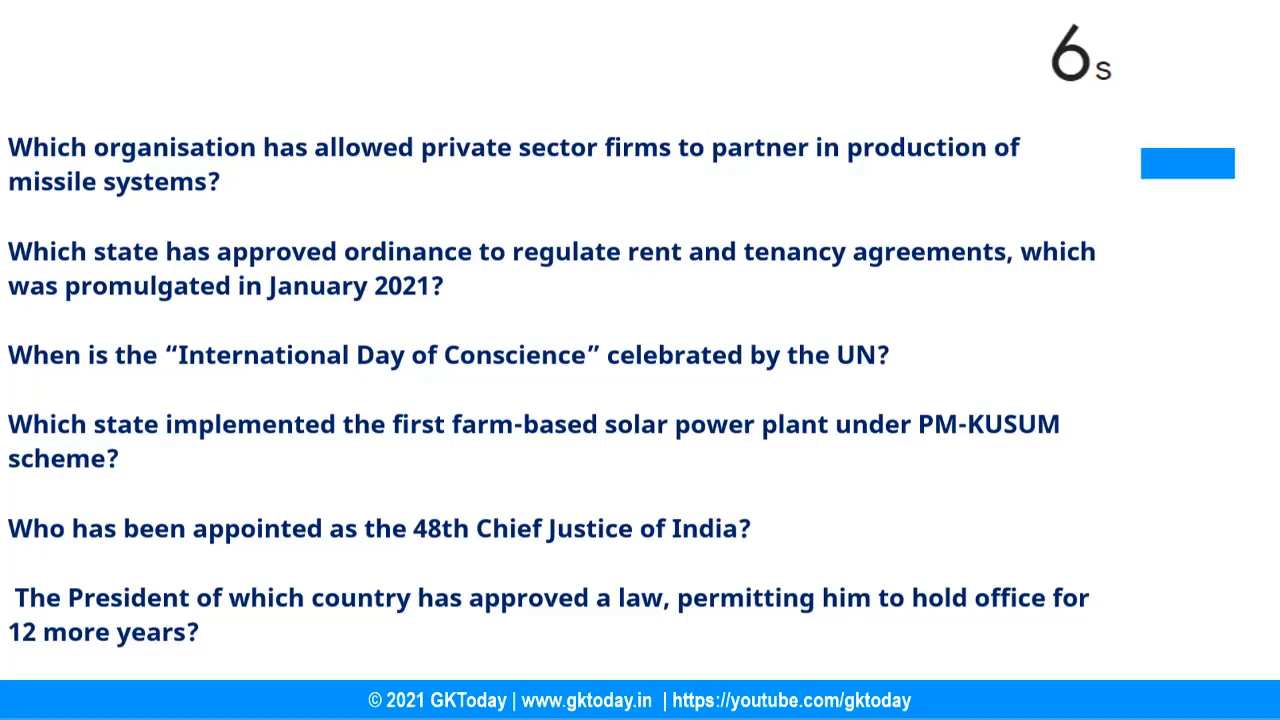 6s
Which organisation has allowed private sector firms to partner in production of
missile systems?
Which state has approved ordinance to regulate rent and tenancy agreements, which
was promulgated in January 2021?
When is the “International Day of Conscience” celebrated by the UN?
Which state implemented the first farm-based solar power plant under PM-KUSUM
scheme?
Who has been appointed as the 48th Chief Justice of India?
The President of which country has approved a law, permitting him to hold office for
12 more years?
© 2021 GKToday | www.gktoday.in | https://youtube.com/gktoday